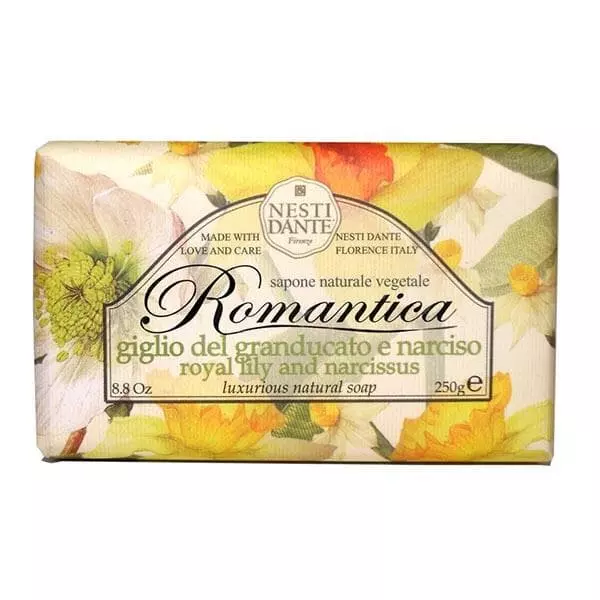 NESTI
DANTE
Firenze
MADE WITH
LOVE AND CARE
NESTI DANTE
FLORENCE ITALY
sapone naturale vegetale
Romantica
giglio del granducato e narciso
royal lily and narcissus
8.8 Oz
luxurious natural soap
250g e